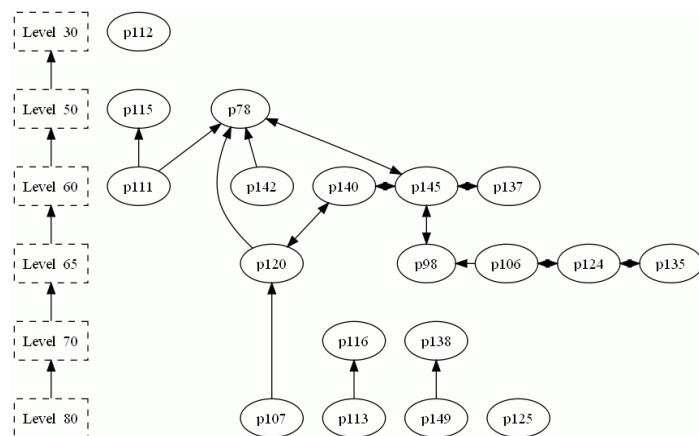 Level 30 p112
Level 50 p115 p78
Level 60 p111 p142 p140 p145 p137
Level 65 p120 p98 p106 p124 p135
Level 70 p116 p138
Level 80 p107 p113 p149 p125